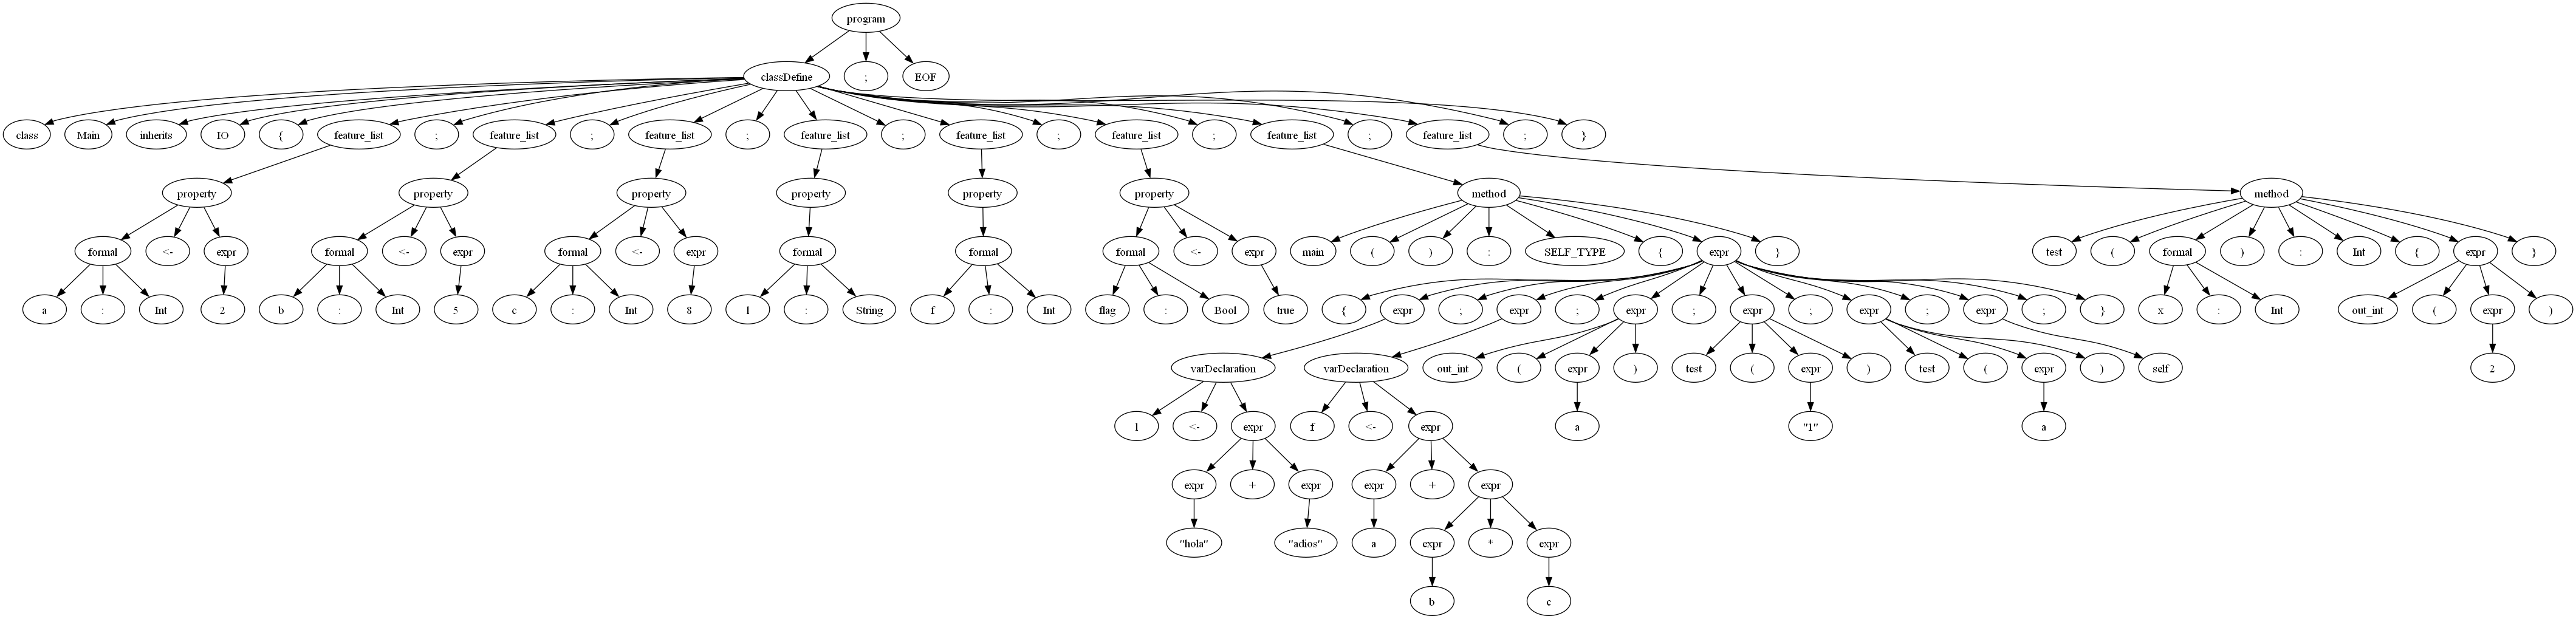 program
classDefine ; EOF
class Main inherits IO { feature_list ; feature_list ; feature_list ; feature_list ; feature_list ; feature_list ; feature_list ; feature_list ; }
property property property property property property method method
formal <- expr formal <- expr formal <- expr formal formal formal <- expr main ( ) : SELF_TYPE { expr } test ( formal ) : Int { expr }
a : Int 2 b : Int 5 c : Int 8 l : String f : Int flag : Bool true { expr ; expr ; expr ; expr ; expr ; expr ; } x : Int out_int ( expr )
varDeclaration varDeclaration out_int ( expr ) test ( expr ) test ( expr ) self 2
l <- expr f <- expr a "1" a
expr + expr expr + expr
"hola" "adios" a expr * expr
b c